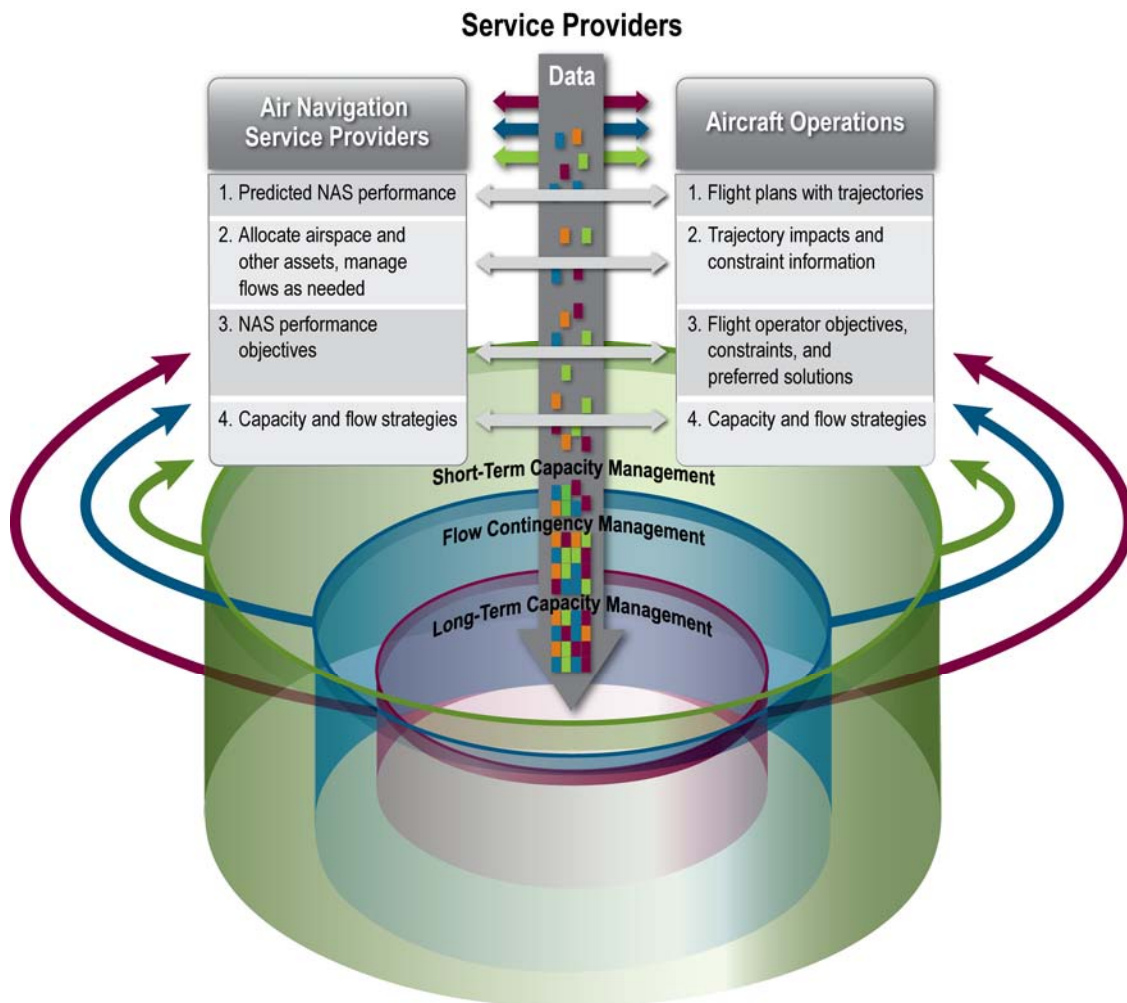 Service Providers
Data
Air Navigation
Service Providers
1. Predicted NAS performance
2. Allocate airspace and
other assets, manage
flows as needed
3. NAS performance
objectives
4. Capacity and flow strategies
Aircraft Operations
1. Flight plans with trajectories
2. Trajectory impacts and
constraint information
3. Flight operator objectives,
constraints, and
preferred solutions
4. Capacity and flow strategies
Short-Term Capacity Management
Flow Contingency Management
Long-Term Capacity Management